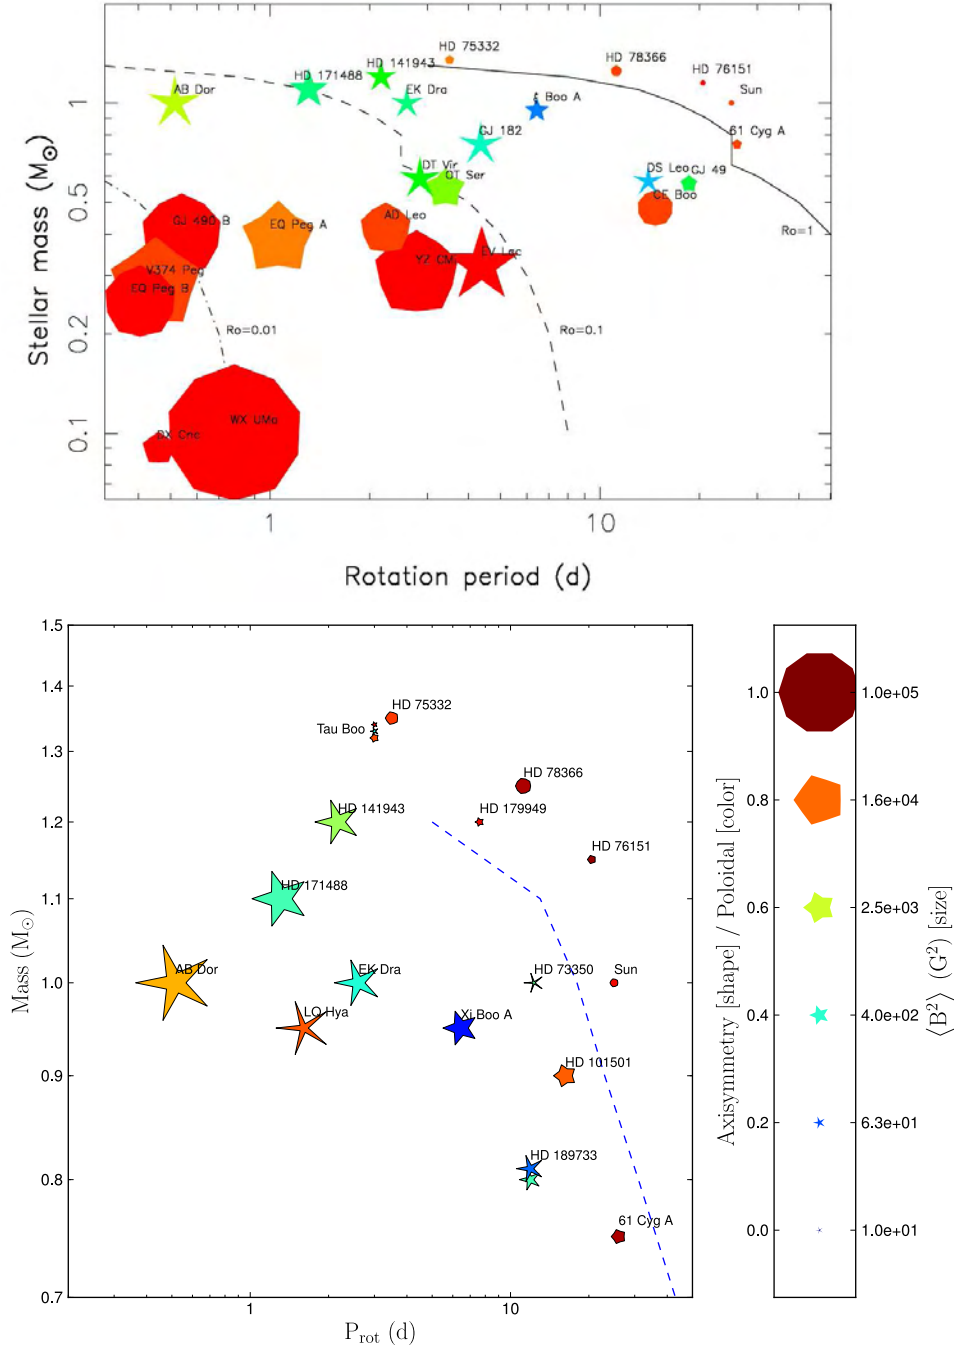 HD 75332
HD 141943
HD 78366
HD 171488
HD 76151
AB Dor
EK Dra
ξ Boo A
Sun
GJ 182
61 Cyg A
DT Vir
OT Ser
DS Leo
GJ 49
CE Boo
GJ 490 B
EQ Peg A
AD Leo
Ro=1
V374 Peg
YZ CMi
EV Lac
EQ Peg B
Ro=0.01
Ro=0.1
WX UMa
DX Cnc
Stellar mass (M⊙)
1
0.5
0.2
0.1
1
10
Rotation period (d)
1.5
1.4
1.3
1.2
1.1
1.0
0.9
0.8
0.7
Mass (M⊙)
HD 75332
Tau Boo
HD 78366
HD 141943
HD 179949
HD 76151
HD 171488
AB Dor
EK Dra
HD 73350
Sun
LQ Hya
Xi Boo A
HD 101501
HD 189733
61 Cyg A
1
10
Prot (d)
Axisymmetry [shape] / Poloidal [color]
1.0
0.8
0.6
0.4
0.2
0.0
1.0e+05
1.6e+04
2.5e+03
4.0e+02
6.3e+01
1.0e+01
⟨B²⟩ (G²) [size]